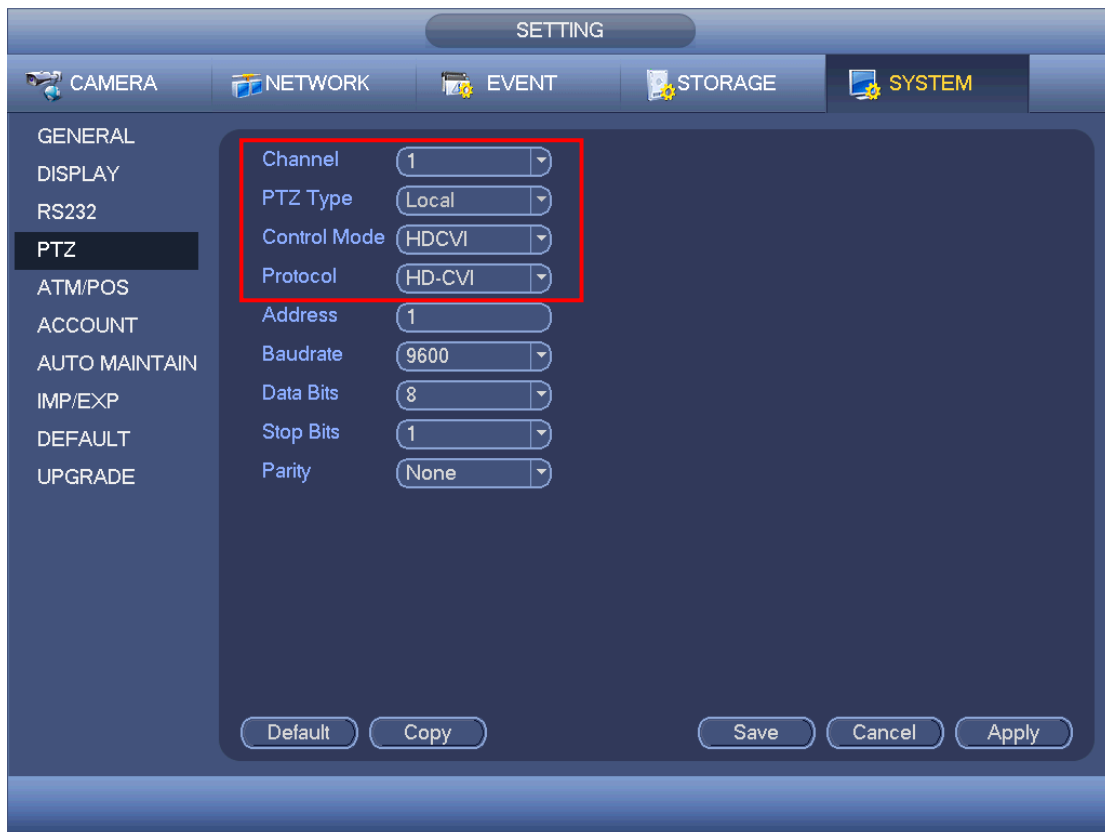 SETTING
CAMERA NETWORK EVENT STORAGE SYSTEM
GENERAL
DISPLAY
RS232
PTZ
ATM/POS
ACCOUNT
AUTO MAINTAIN
IMP/EXP
DEFAULT
UPGRADE
Channel 1
PTZ Type Local
Control Mode HDCVI
Protocol HD-CVI
Address 1
Baudrate 9600
Data Bits 8
Stop Bits 1
Parity None
Default Copy Save Cancel Apply